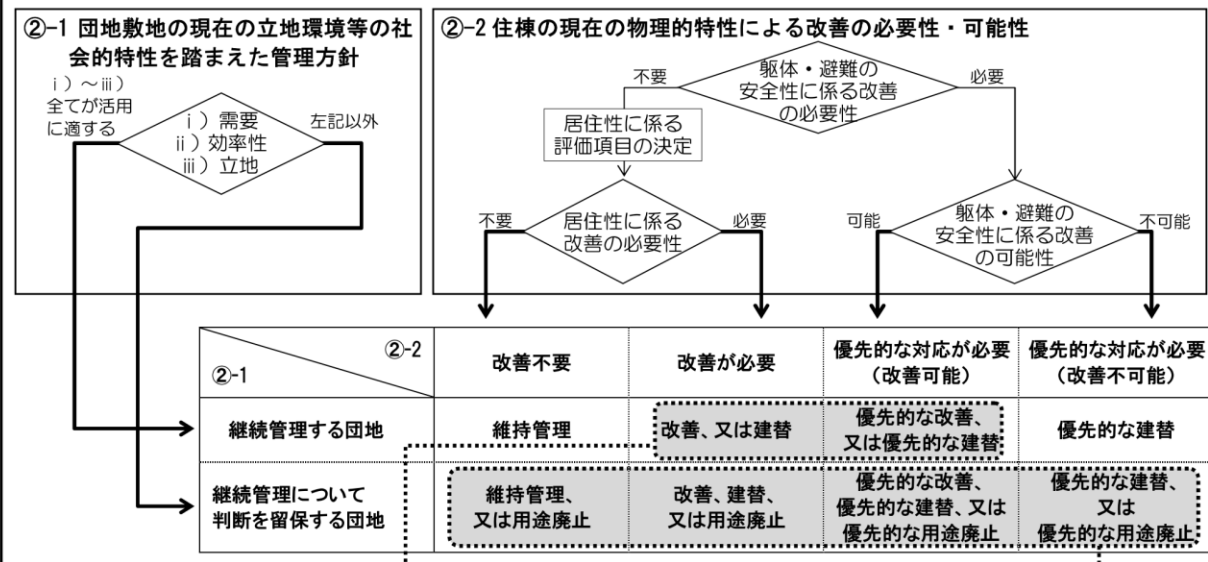 ②-1 団地敷地の現在の立地環境等の社
会的特性を踏まえた管理方針
ⅰ）～ⅲ）
全てが活用
に適する
ⅰ）需要
ⅱ）効率性
ⅲ）立地
左記以外
②-2 住棟の現在の物理的特性による改善の必要性・可能性
不要
躯体・避難の
安全性に係る改善
の必要性
必要
居住性に係る
評価項目の決定
不要
居住性に係る
改善の必要性
必要
可能
躯体・避難の
安全性に係る改善
の可能性
不可能
②-2
②-1
改善不要
改善が必要
優先的な対応が必要
（改善可能）
優先的な対応が必要
（改善不可能）
継続管理する団地
維持管理
改善、又は建替
優先的な改善、
又は優先的な建替
優先的な建替
継続管理について
判断を留保する団地
維持管理、
又は用途廃止
改善、建替、
又は用途廃止
優先的な改善、
優先的な建替、又は
優先的な用途廃止
優先的な建替、
又は
優先的な用途廃止